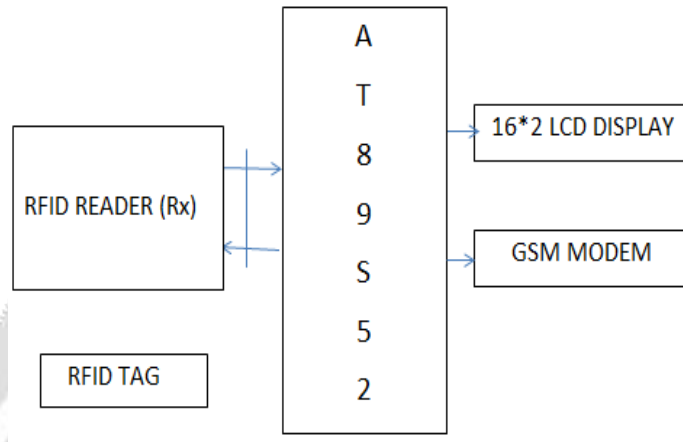 A
T
8
9
S
5
2
RFID READER (Rx)
RFID TAG
16*2 LCD DISPLAY
GSM MODEM